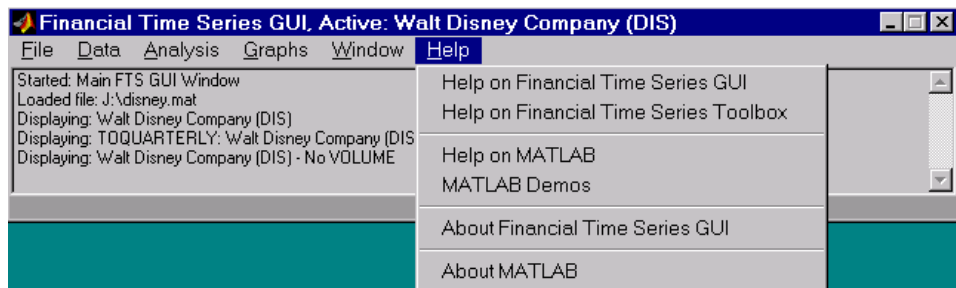 Financial Time Series GUI, Active: Walt Disney Company (DIS)
File Data Analysis Graphs Window Help
Started: Main FTS GUI Window
Loaded file: J:\disney.mat
Displaying: Walt Disney Company (DIS)
Displaying: TOQUARTERLY: Walt Disney Company (DIS
Displaying: Walt Disney Company (DIS) - No VOLUME
Help on Financial Time Series GUI
Help on Financial Time Series Toolbox
Help on MATLAB
MATLAB Demos
About Financial Time Series GUI
About MATLAB